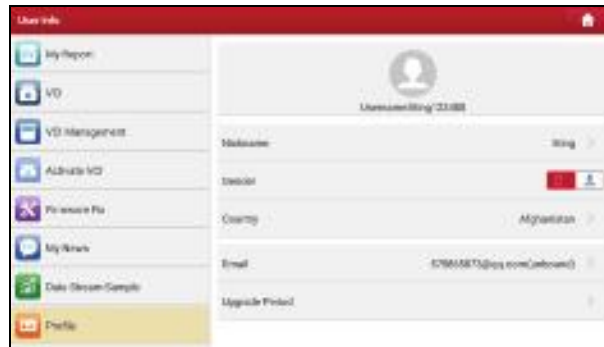 User Info
My Report
VCI
VCI Management
Activate VCI
Firmware Fix
My News
Data Stream Sample
Profile
Nickname
Gender
Country Afghanistan
Email
Upgrade Period